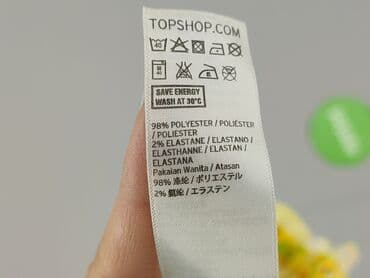 TOPSHOP.COM
SAVE ENERGY
WASH AT 30°C
98% POLYESTER / POLIÉSTER
/ POLIESTER
2% ELASTANE / ELASTANO /
ELASTHANNE / ELASTAN /
ELASTANA
Pakaian Wanita / Atasan
98% 涤纶 / ポリエステル
2% 氨纶 / エラステン